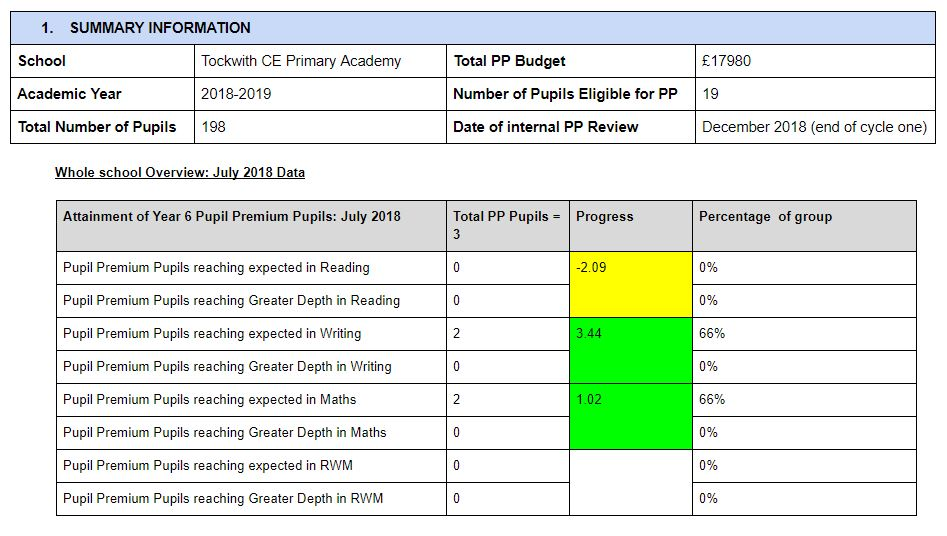 1. SUMMARY INFORMATION
School Tockwith CE Primary Academy Total PP Budget £17980
Academic Year 2018-2019 Number of Pupils Eligible for PP 19
Total Number of Pupils 198 Date of internal PP Review December 2018 (end of cycle one)
Whole school Overview: July 2018 Data
Attainment of Year 6 Pupil Premium Pupils: July 2018 Total PP Pupils = 3 Progress Percentage of group
Pupil Premium Pupils reaching expected in Reading 0 -2.09 0%
Pupil Premium Pupils reaching Greater Depth in Reading 0 0%
Pupil Premium Pupils reaching expected in Writing 2 3.44 66%
Pupil Premium Pupils reaching Greater Depth in Writing 0 0%
Pupil Premium Pupils reaching expected in Maths 2 1.02 66%
Pupil Premium Pupils reaching Greater Depth in Maths 0 0%
Pupil Premium Pupils reaching expected in RWM 0 0%
Pupil Premium Pupils reaching Greater Depth in RWM 0 0%